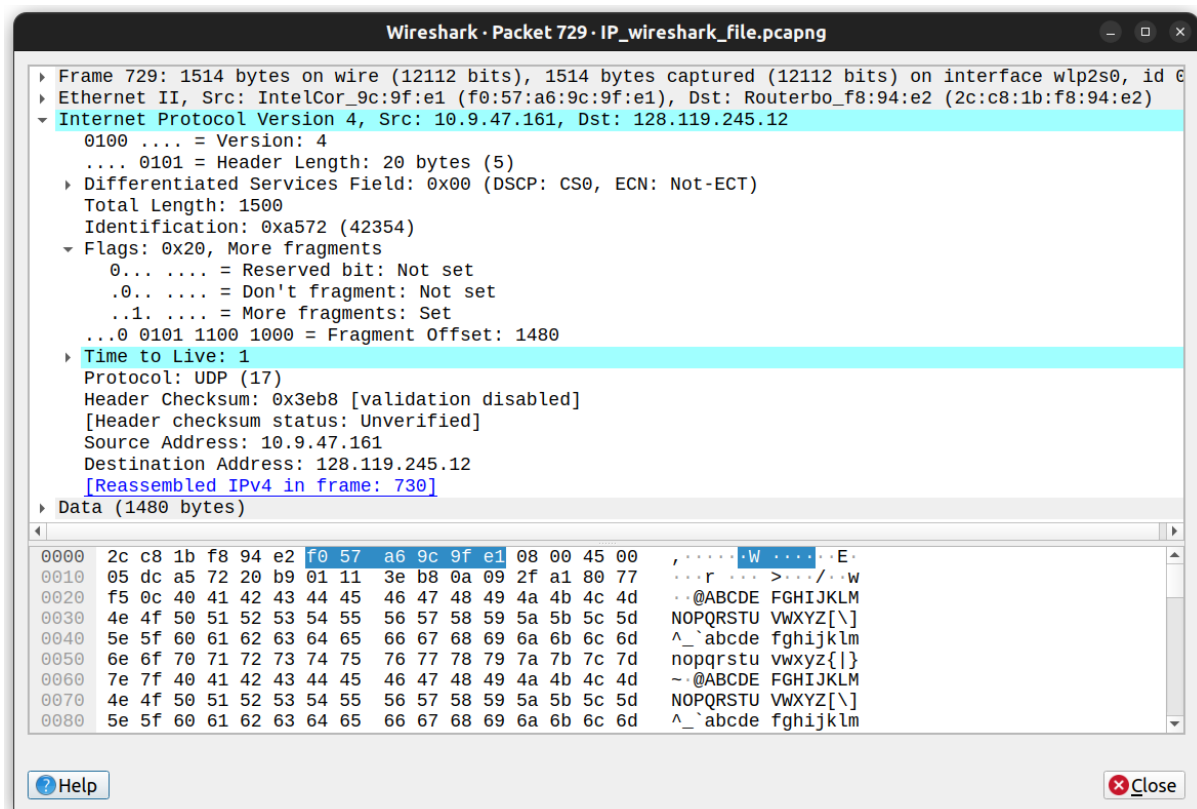 Wireshark · Packet 729 · IP_wireshark_file.pcapng
Frame 729: 1514 bytes on wire (12112 bits), 1514 bytes captured (12112 bits) on interface wlp2s0, id 0
Ethernet II, Src: IntelCor_9c:9f:e1 (f0:57:a6:9c:9f:e1), Dst: Routerbo_f8:94:e2 (2c:c8:1b:f8:94:e2)
Internet Protocol Version 4, Src: 10.9.47.161, Dst: 128.119.245.12
0100 .... = Version: 4
.... 0101 = Header Length: 20 bytes (5)
Differentiated Services Field: 0x00 (DSCP: CS0, ECN: Not-ECT)
Total Length: 1500
Identification: 0xa572 (42354)
Flags: 0x20, More fragments
0... .... = Reserved bit: Not set
.0.. .... = Don't fragment: Not set
..1. .... = More fragments: Set
...0 0101 1100 1000 = Fragment Offset: 1480
Time to Live: 1
Protocol: UDP (17)
Header Checksum: 0x3eb8 [validation disabled]
[Header checksum status: Unverified]
Source Address: 10.9.47.161
Destination Address: 128.119.245.12
[Reassembled IPv4 in frame: 730]
Data (1480 bytes)
0000 2c c8 1b f8 94 e2 f0 57 a6 9c 9f e1 08 00 45 00 ,······W ······E·
0010 05 dc a5 72 20 b9 01 11 3e b8 0a 09 2f a1 80 77 ···r ··· >···/··w
0020 f5 0c 40 41 42 43 44 45 46 47 48 49 4a 4b 4c 4d ··@ABCDE FGHIJKLM
0030 4e 4f 50 51 52 53 54 55 56 57 58 59 5a 5b 5c 5d NOPQRSTU VWXYZ[\]
0040 5e 5f 60 61 62 63 64 65 66 67 68 69 6a 6b 6c 6d ^_`abcde fghijklm
0050 6e 6f 70 71 72 73 74 75 76 77 78 79 7a 7b 7c 7d nopqrstu vwxyz{|}
0060 7e 7f 40 41 42 43 44 45 46 47 48 49 4a 4b 4c 4d ~·@ABCDE FGHIJKLM
0070 4e 4f 50 51 52 53 54 55 56 57 58 59 5a 5b 5c 5d NOPQRSTU VWXYZ[\]
0080 5e 5f 60 61 62 63 64 65 66 67 68 69 6a 6b 6c 6d ^_`abcde fghijklm
Help
Close